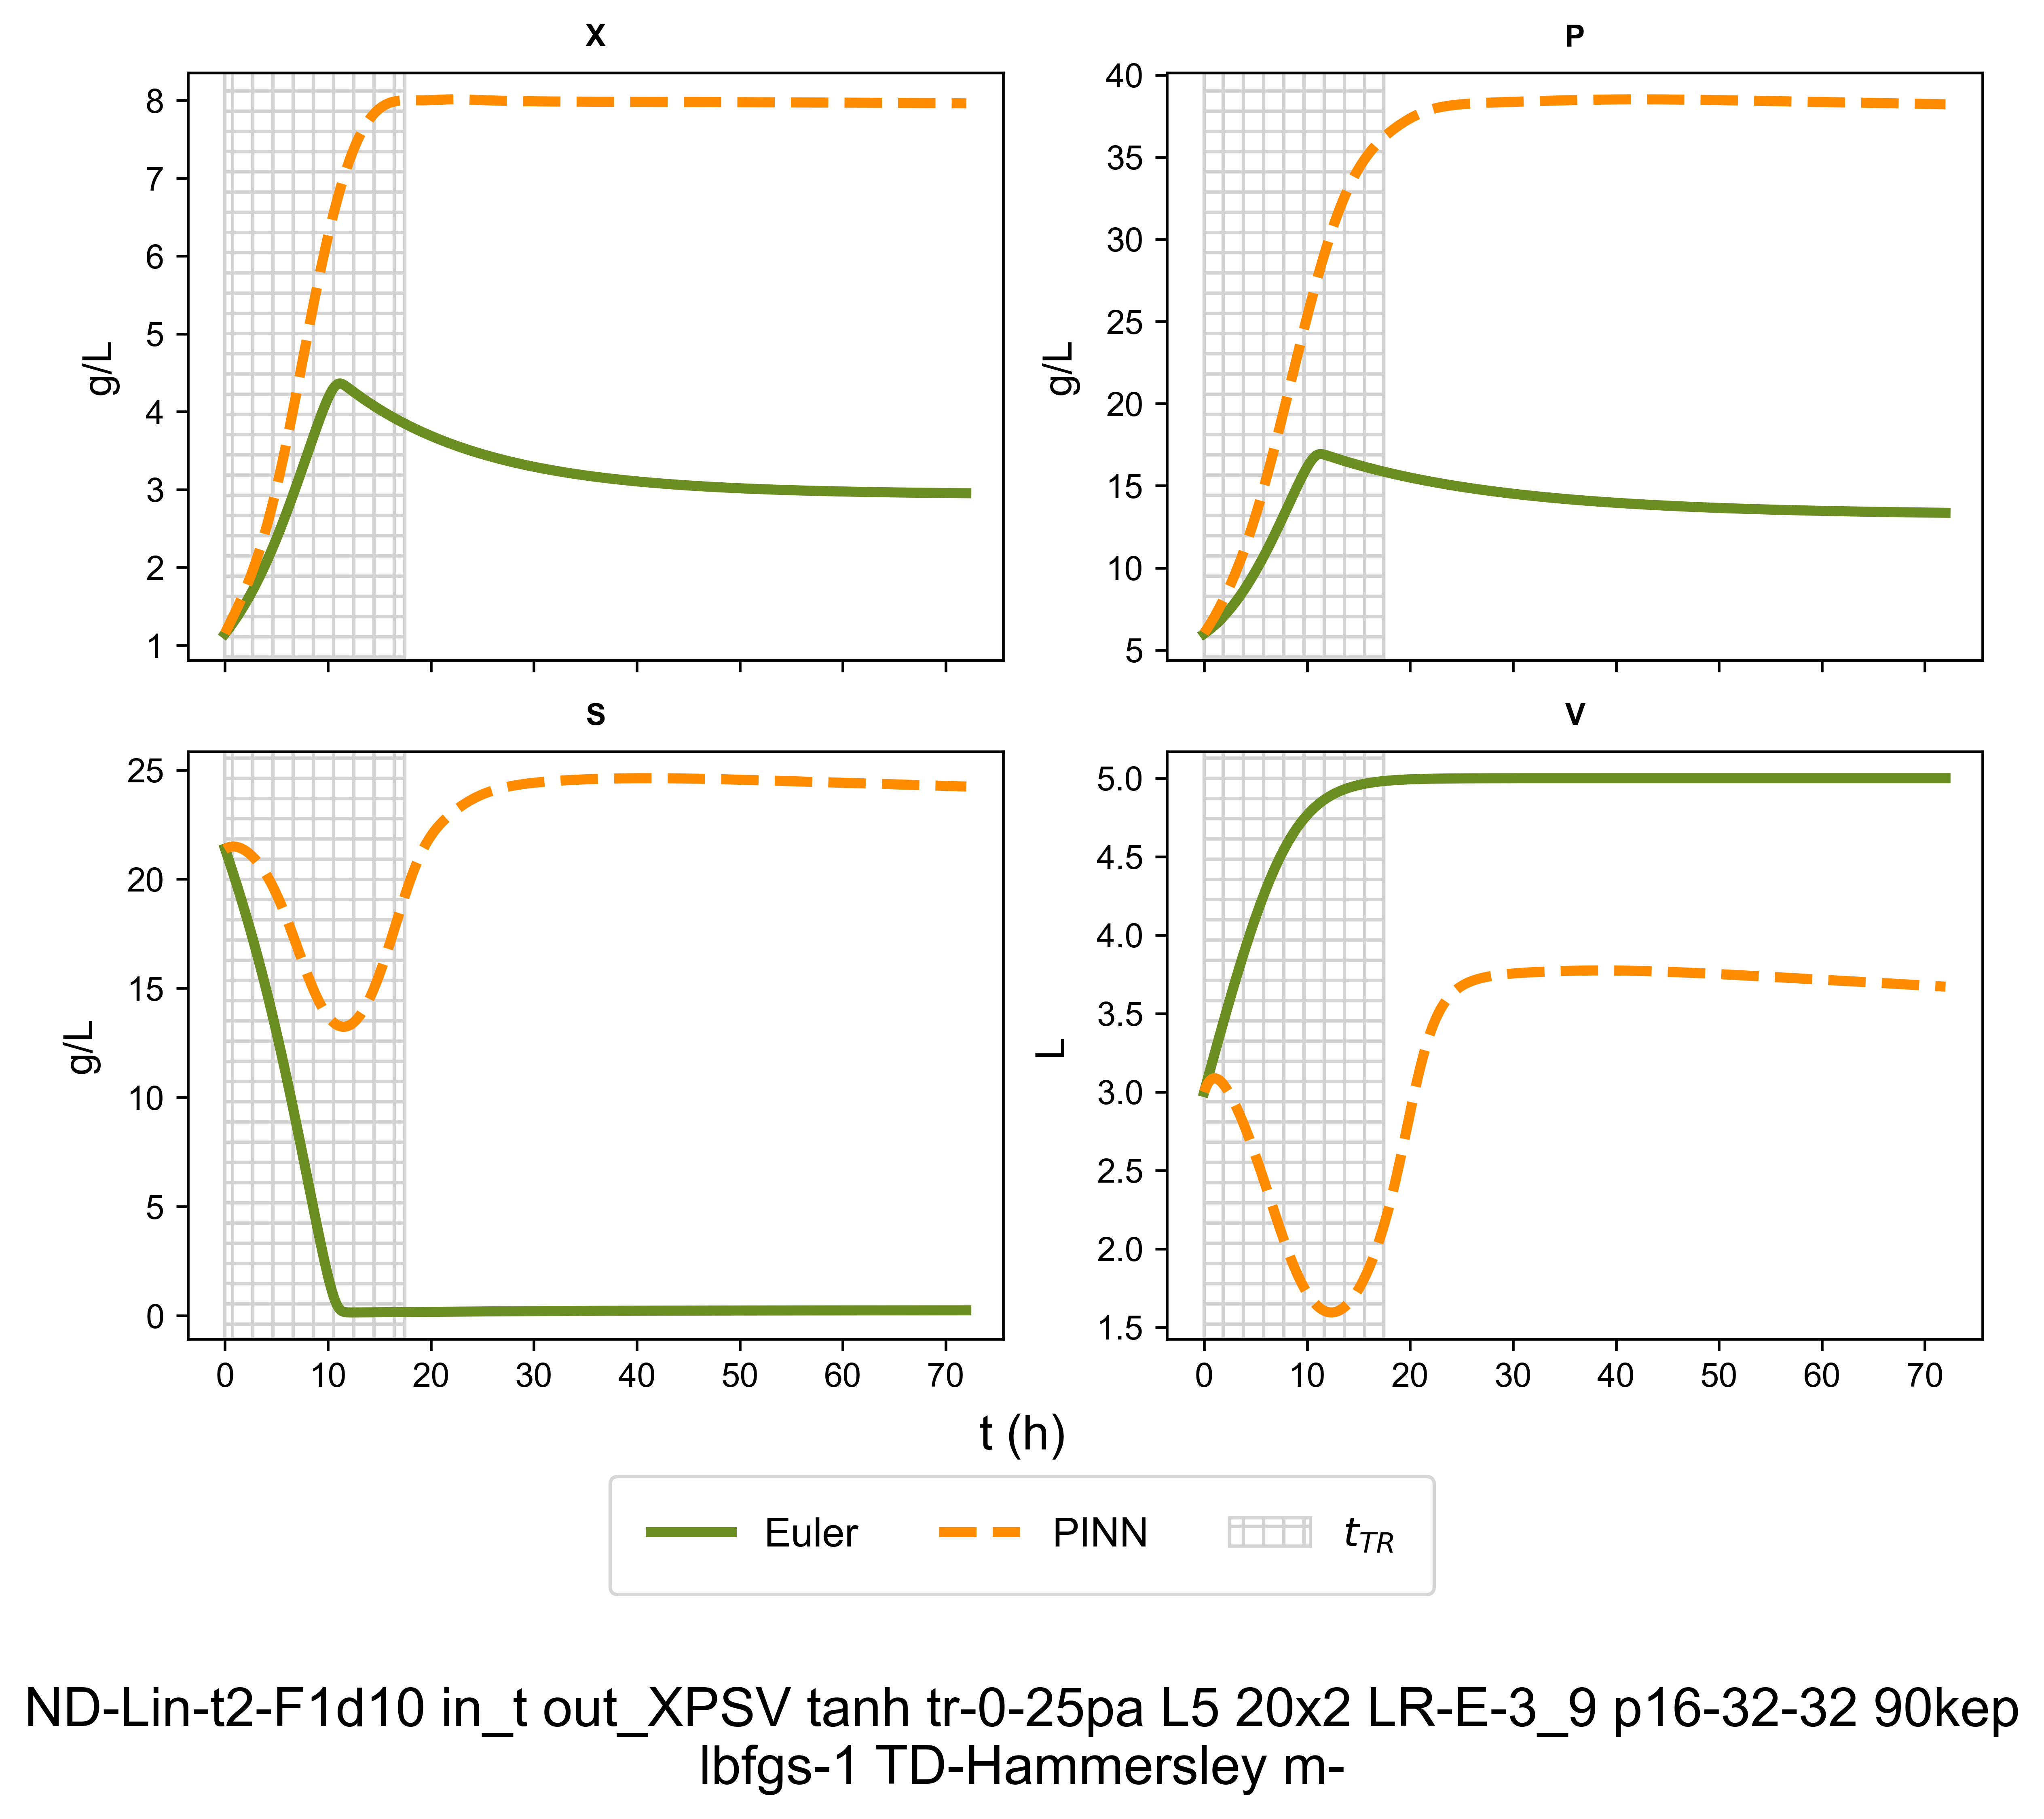 X
8
7
6
5
4
3
2
1
g/L
P
40
35
30
25
20
15
10
5
g/L
S
25
20
15
10
5
0
g/L
0 10 20 30 40 50 60 70
V
5.0
4.5
4.0
3.5
3.0
2.5
2.0
1.5
L
0 10 20 30 40 50 60 70
t (h)
Euler PINN t_TR
ND-Lin-t2-F1d10 in_t out_XPSV tanh tr-0-25pa L5 20x2 LR-E-3_9 p16-32-32 90kep
lbfgs-1 TD-Hammersley m-